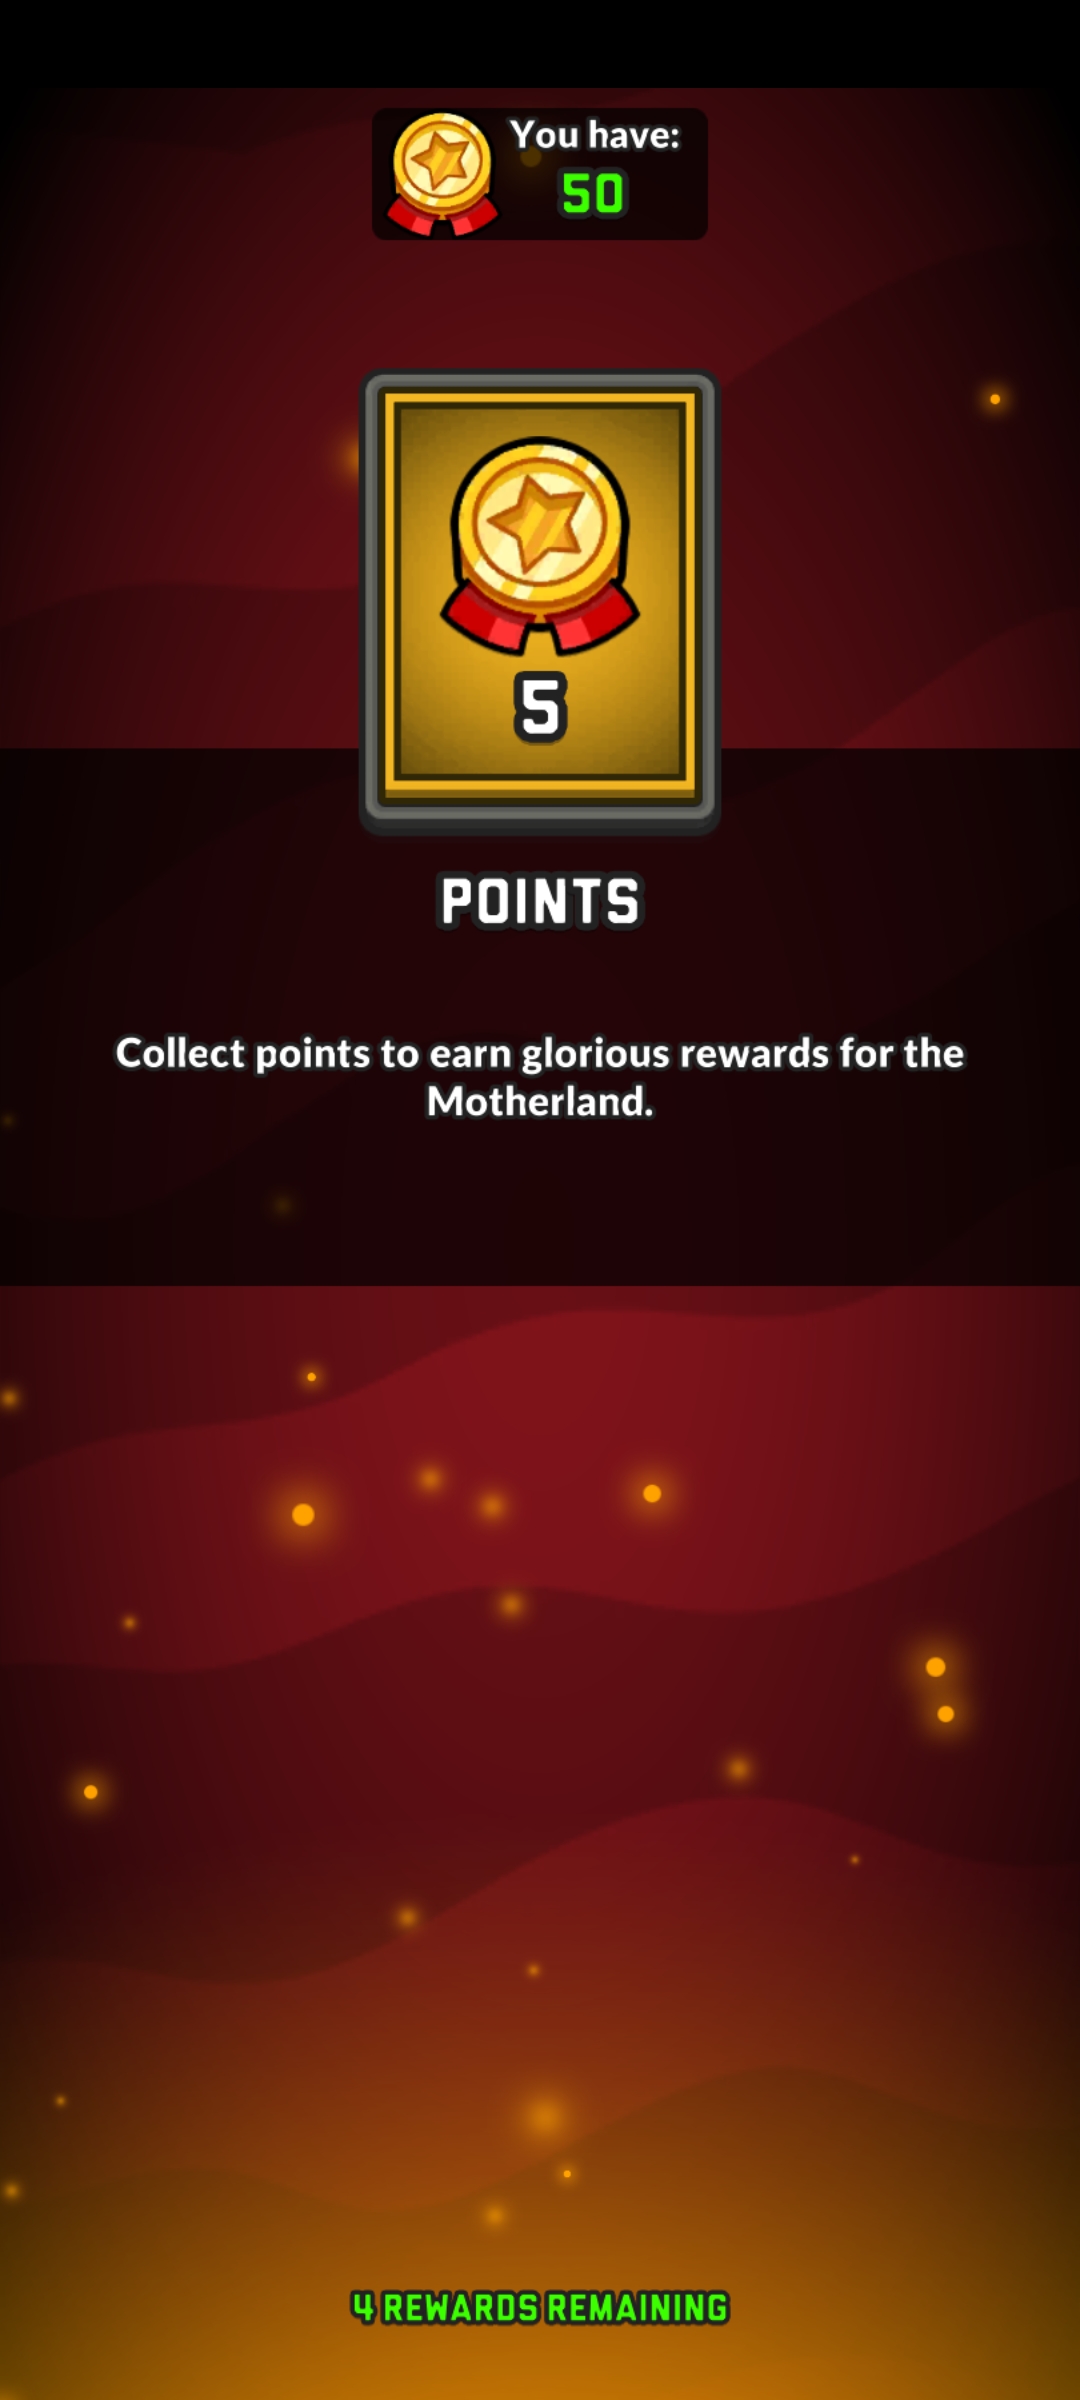 You have:
50
5
POINTS
Collect points to earn glorious rewards for the
Motherland.
4 REWARDS REMAINING